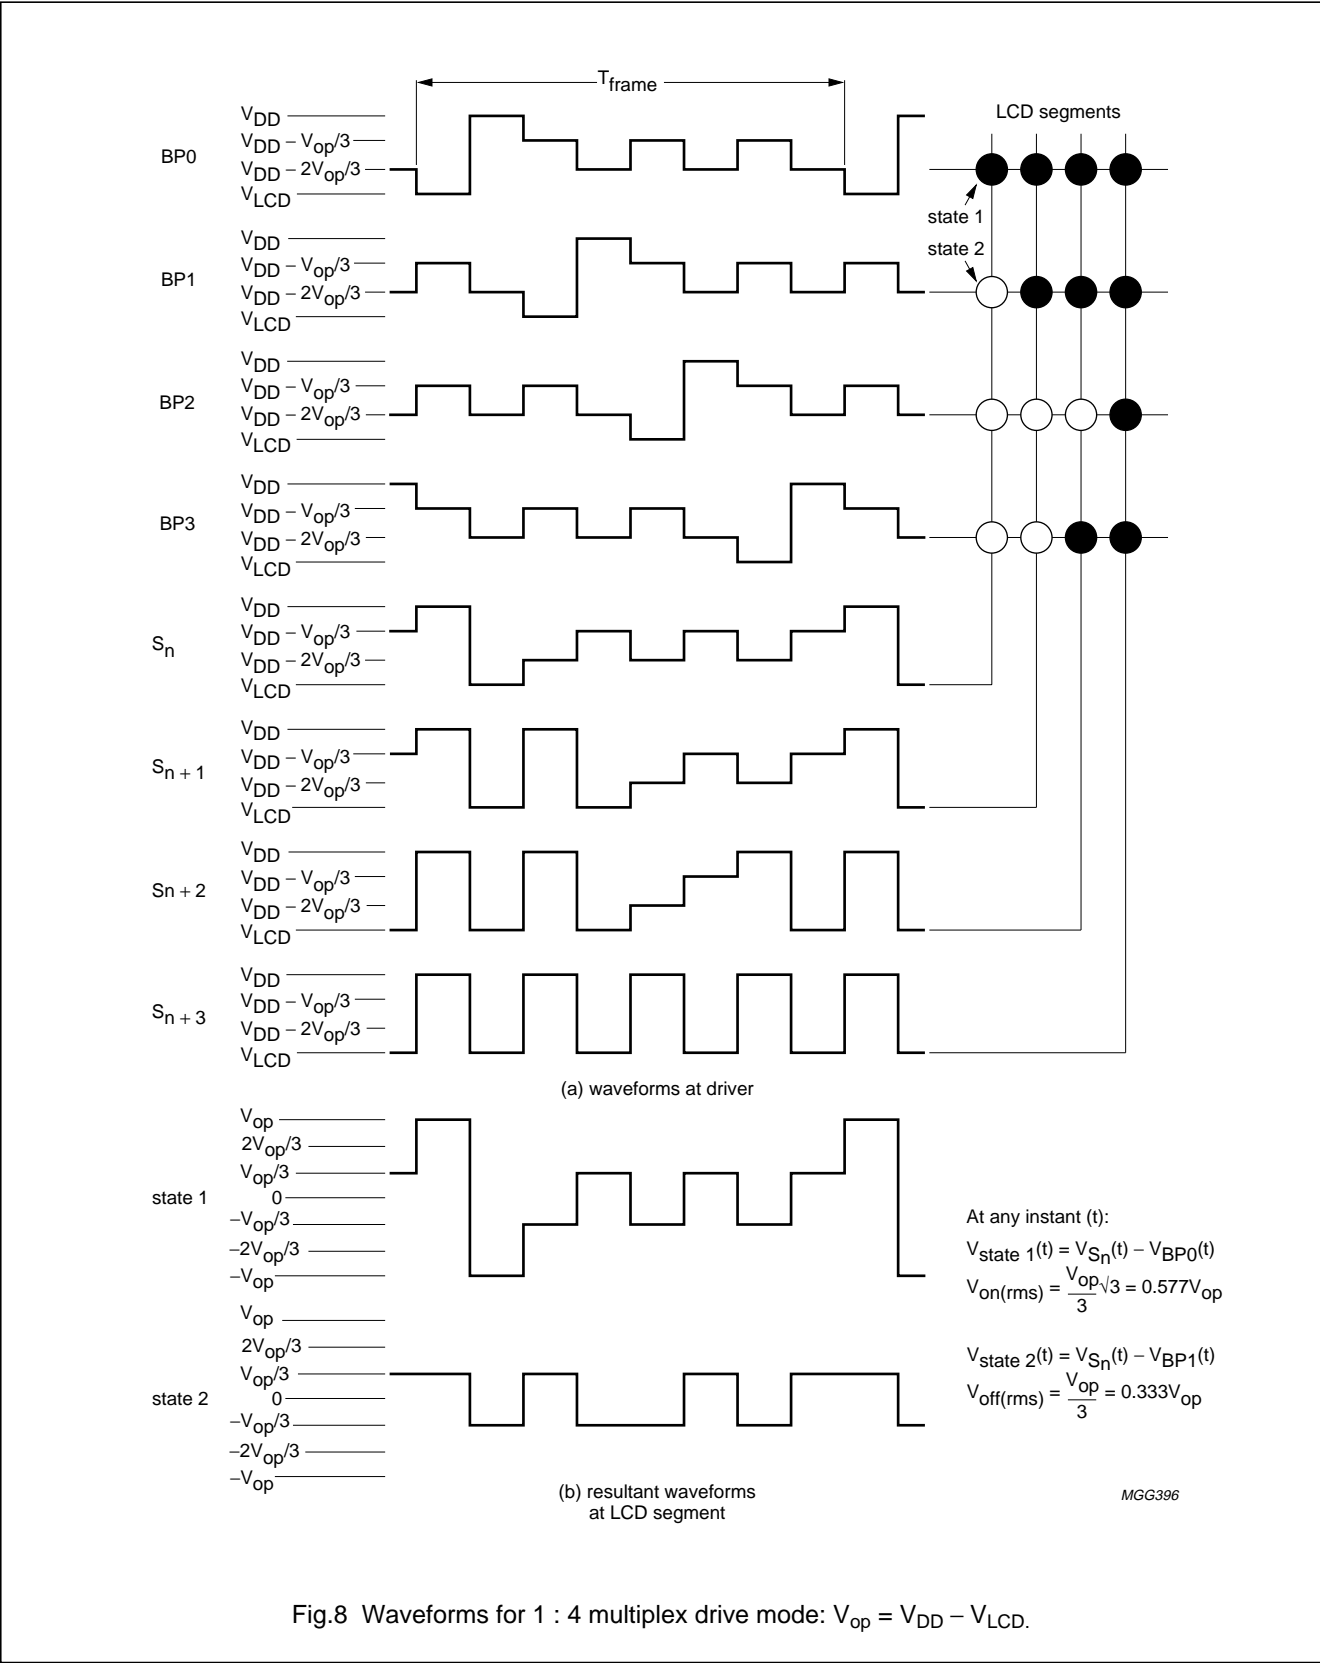 Tframe
BP0
VDD
VDD − Vop/3
VDD − 2Vop/3
VLCD
LCD segments
state 1
state 2
BP1
VDD
VDD − Vop/3
VDD − 2Vop/3
VLCD
BP2
VDD
VDD − Vop/3
VDD − 2Vop/3
VLCD
BP3
VDD
VDD − Vop/3
VDD − 2Vop/3
VLCD
Sn
VDD
VDD − Vop/3
VDD − 2Vop/3
VLCD
Sn + 1
VDD
VDD − Vop/3
VDD − 2Vop/3
VLCD
Sn + 2
VDD
VDD − Vop/3
VDD − 2Vop/3
VLCD
Sn + 3
VDD
VDD − Vop/3
VDD − 2Vop/3
VLCD
(a) waveforms at driver
state 1
Vop
2Vop/3
Vop/3
0
−Vop/3
−2Vop/3
−Vop
state 2
Vop
2Vop/3
Vop/3
0
−Vop/3
−2Vop/3
−Vop
At any instant (t):
Vstate 1(t) = VSn(t) − VBP0(t)
Von(rms) = Vop/3 √3 = 0.577Vop
Vstate 2(t) = VSn(t) − VBP1(t)
Voff(rms) = Vop/3 = 0.333Vop
(b) resultant waveforms
at LCD segment
MGG396
Fig.8 Waveforms for 1 : 4 multiplex drive mode: Vop = VDD − VLCD.